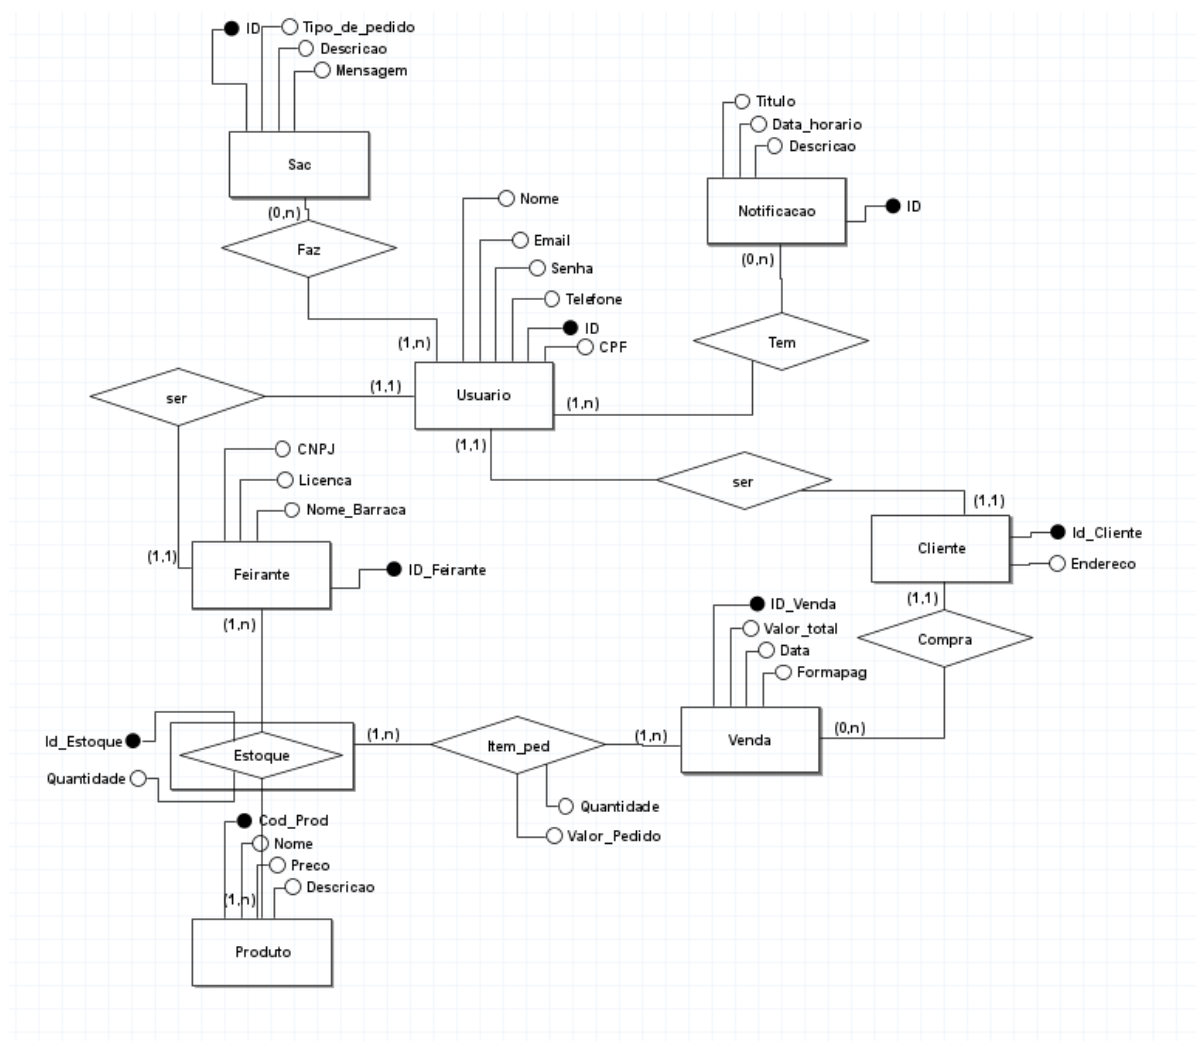 ID
Tipo_de_pedido
Descricao
Mensagem
Sac
(0,n)
Faz
(1,n)
Titulo
Data_horario
Descricao
Notificacao
ID
(0,n)
Tem
(1,n)
Nome
Email
Senha
Telefone
ID
CPF
Usuario
(1,1)
ser
(1,1)
(1,1)
ser
(1,1)
CNPJ
Licenca
Nome_Barraca
Feirante
ID_Feirante
(1,n)
Cliente
Id_Cliente
Endereco
(1,1)
Compra
(0,n)
ID_Venda
Valor_total
Data
Formapag
Venda
(1,n)
Item_ped
(1,n)
Quantidade
Valor_Pedido
Id_Estoque
Quantidade
Estoque
Cod_Prod
Nome
Preco
Descricao
(1,n)
Produto